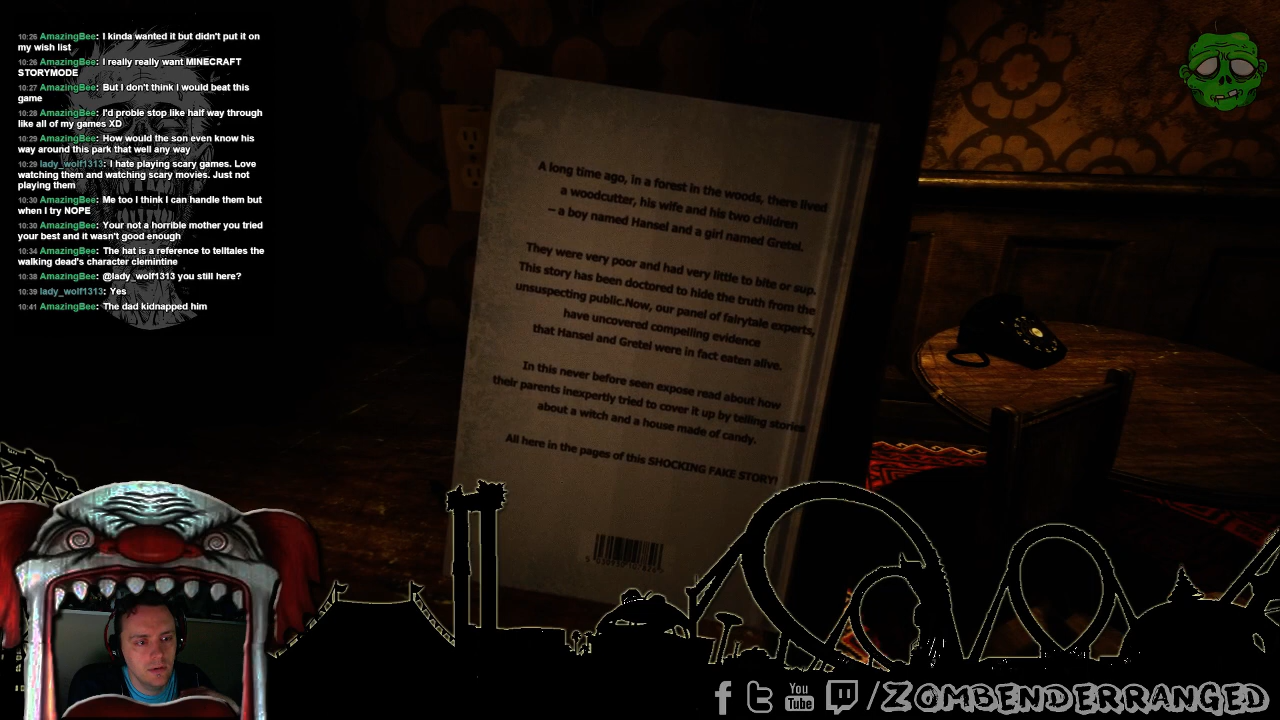 10:26 AmazingBee: I kinda wanted it but didn't put it on
my wish list
10:26 AmazingBee: I really really want MINECRAFT
STORYMODE
10:27 AmazingBee: But I don't think I would beat this
game
10:28 AmazingBee: I'd proble stop like half way through
like all of my games XD
10:29 AmazingBee: How would the son even know his
way around this park that well any way
10:29 lady_wolf1313: I hate playing scary games. Love
watching them and watching scary movies. Just not
playing them
10:30 AmazingBee: Me too I think I can handle them but
when I try NOPE
10:30 AmazingBee: Your not a horrible mother you tried
your best and it wasn't good enough
10:34 AmazingBee: The hat is a reference to telltales the
walking dead's character clemintine
10:38 AmazingBee: @lady_wolf1313 you still here?
10:39 lady_wolf1313: Yes
10:41 AmazingBee: The dad kidnapped him
A long time ago, in a forest in the woods, there lived
a woodcutter, his wife and his two children
– a boy named Hansel and a girl named Gretel.
They were very poor and had very little to bite or sup.
This story has been doctored to hide the truth from the
unsuspecting public.Now, our panel of fairytale experts,
have uncovered compelling evidence
that Hansel and Gretel were in fact eaten alive.
In this never before seen expose read about how
their parents inexpertly tried to cover it up by telling stories
about a witch and a house made of candy.
All here in the pages of this SHOCKING FAKE STORY!
You Tube /ZOMBENDERRANGED